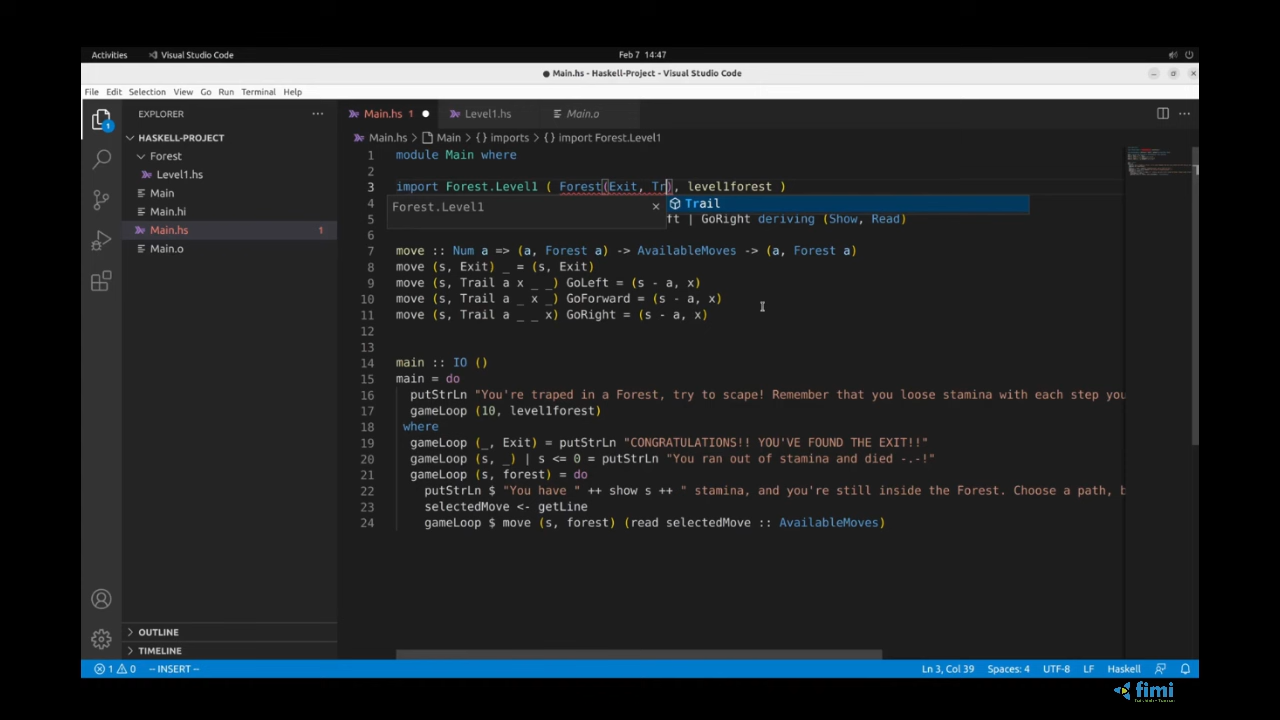 Activities
Visual Studio Code
Feb 7 14:47
● Main.hs - Haskell-Project - Visual Studio Code
File Edit Selection View Go Run Terminal Help
EXPLORER
HASKELL-PROJECT
Forest
Level1.hs
Main
Main.hi
Main.hs 1
Main.o
OUTLINE
TIMELINE
1
Main.hs 1
Level1.hs
Main.o
Main.hs > Main > {} imports > {} import Forest.Level1
1 module Main where
2
3 import Forest.Level1 ( Forest(Exit, Tr), level1forest )
Trail
Forest.Level1
4
5 ft | GoRight deriving (Show, Read)
6
7 move :: Num a => (a, Forest a) -> AvailableMoves -> (a, Forest a)
8 move (s, Exit) _ = (s, Exit)
9 move (s, Trail a x _ _) GoLeft = (s - a, x)
10 move (s, Trail a _ x _) GoForward = (s - a, x)
11 move (s, Trail a _ _ x) GoRight = (s - a, x)
12
13
14 main :: IO ()
15 main = do
16 putStrLn "You're traped in a Forest, try to scape! Remember that you loose stamina with each step you
17 gameLoop (10, level1forest)
18 where
19 gameLoop (_, Exit) = putStrLn "CONGRATULATIONS!! YOU'VE FOUND THE EXIT!!"
20 gameLoop (s, _) | s <= 0 = putStrLn "You ran out of stamina and died -.-!"
21 gameLoop (s, forest) = do
22 putStrLn $ "You have " ++ show s ++ " stamina, and you're still inside the Forest. Choose a path, b
23 selectedMove <- getLine
24 gameLoop $ move (s, forest) (read selectedMove :: AvailableMoves)
1 0 -- INSERT --
Ln 3, Col 39 Spaces: 4 UTF-8 LF Haskell
fimi